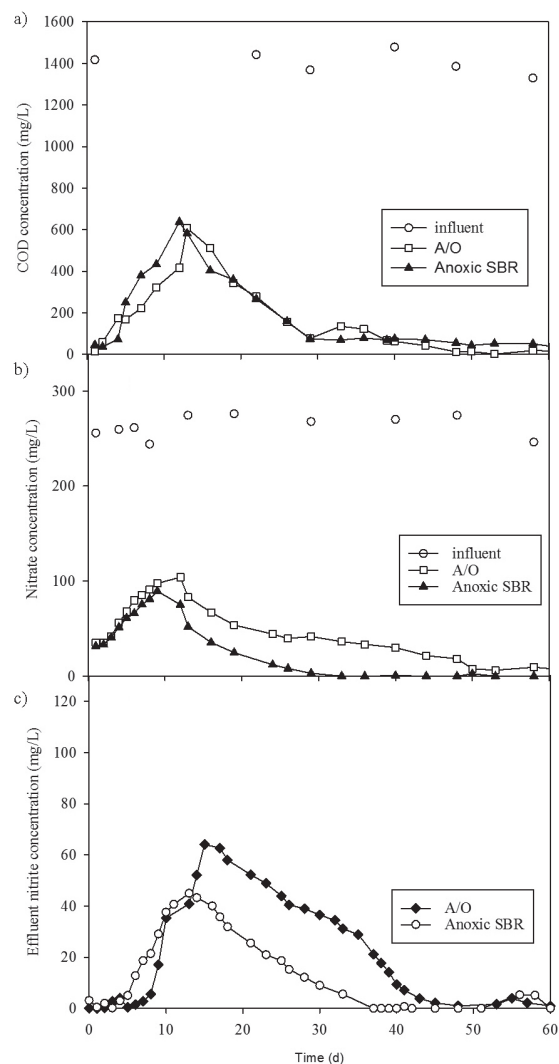 a)
1600
1400
1200
1000
800
600
400
200
0
COD concentration (mg/L)
influent
A/O
Anoxic SBR
b)
300
200
100
0
Nitrate concentration (mg/L)
influent
A/O
Anoxic SBR
c)
120
100
80
60
40
20
0
Effluent nitrite concentration (mg/L)
A/O
Anoxic SBR
0 10 20 30 40 50 60
Time (d)